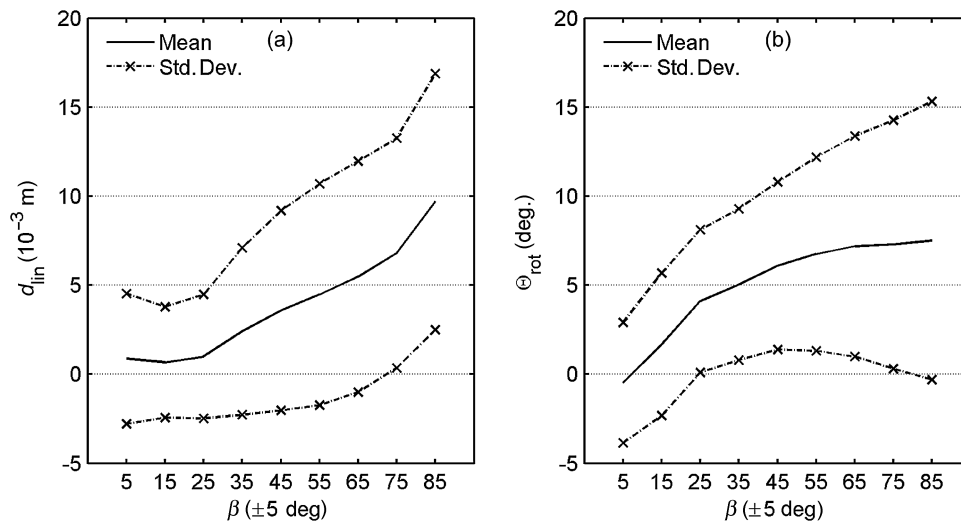 (a)
Mean
Std. Dev.
20
15
10
5
0
−5
d_lin (10⁻³ m)
5 15 25 35 45 55 65 75 85
β (±5 deg)
(b)
Mean
Std. Dev.
20
15
10
5
0
−5
Θ_rot (deg.)
5 15 25 35 45 55 65 75 85
β (±5 deg)